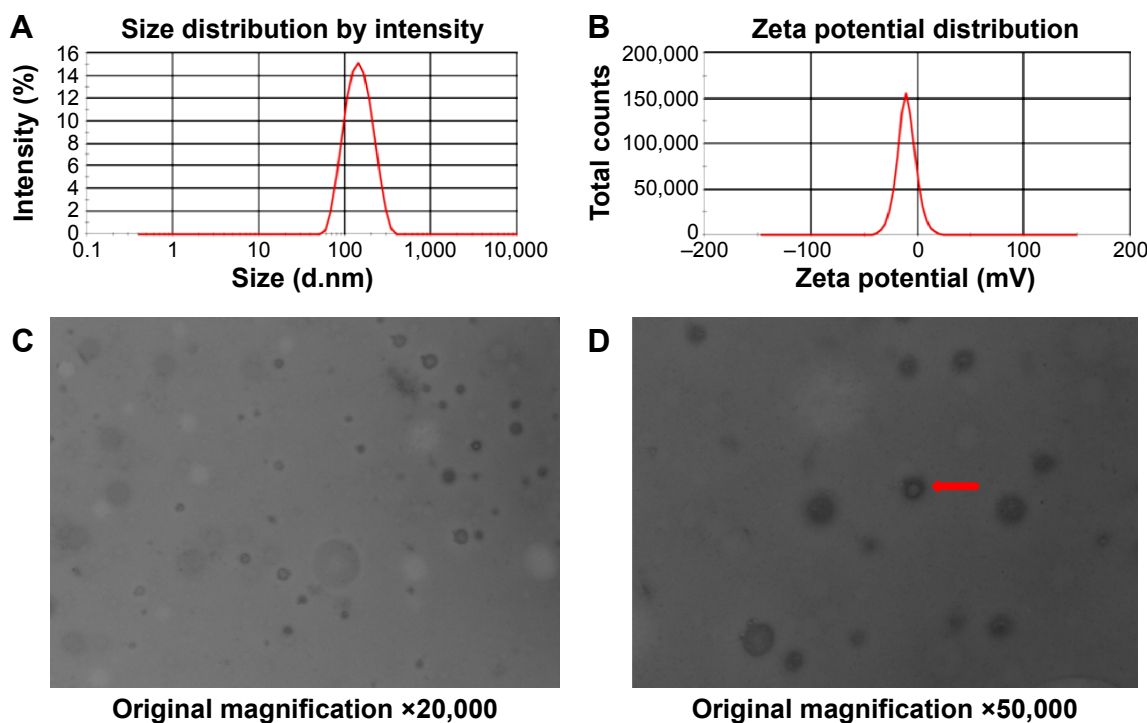 A
Size distribution by intensity
Intensity (%)
16
14
12
10
8
6
4
2
0
0.1 1 10 100 1,000 10,000
Size (d.nm)
B
Zeta potential distribution
Total counts
200,000
150,000
100,000
50,000
0
–200 –100 0 100 200
Zeta potential (mV)
C
Original magnification ×20,000
D
Original magnification ×50,000